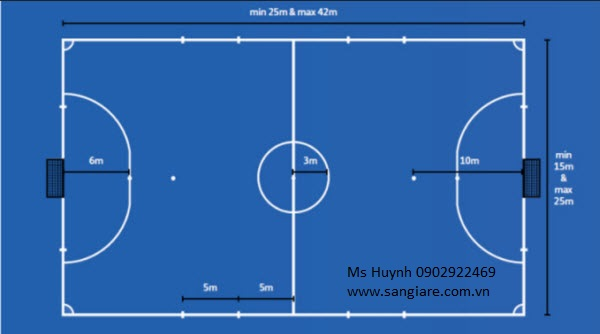 min 25m & max 42m
6m
3m
10m
min
15m
&
max
25m
5m
5m
Ms Huynh 0902922469
www.sangiare.com.vn